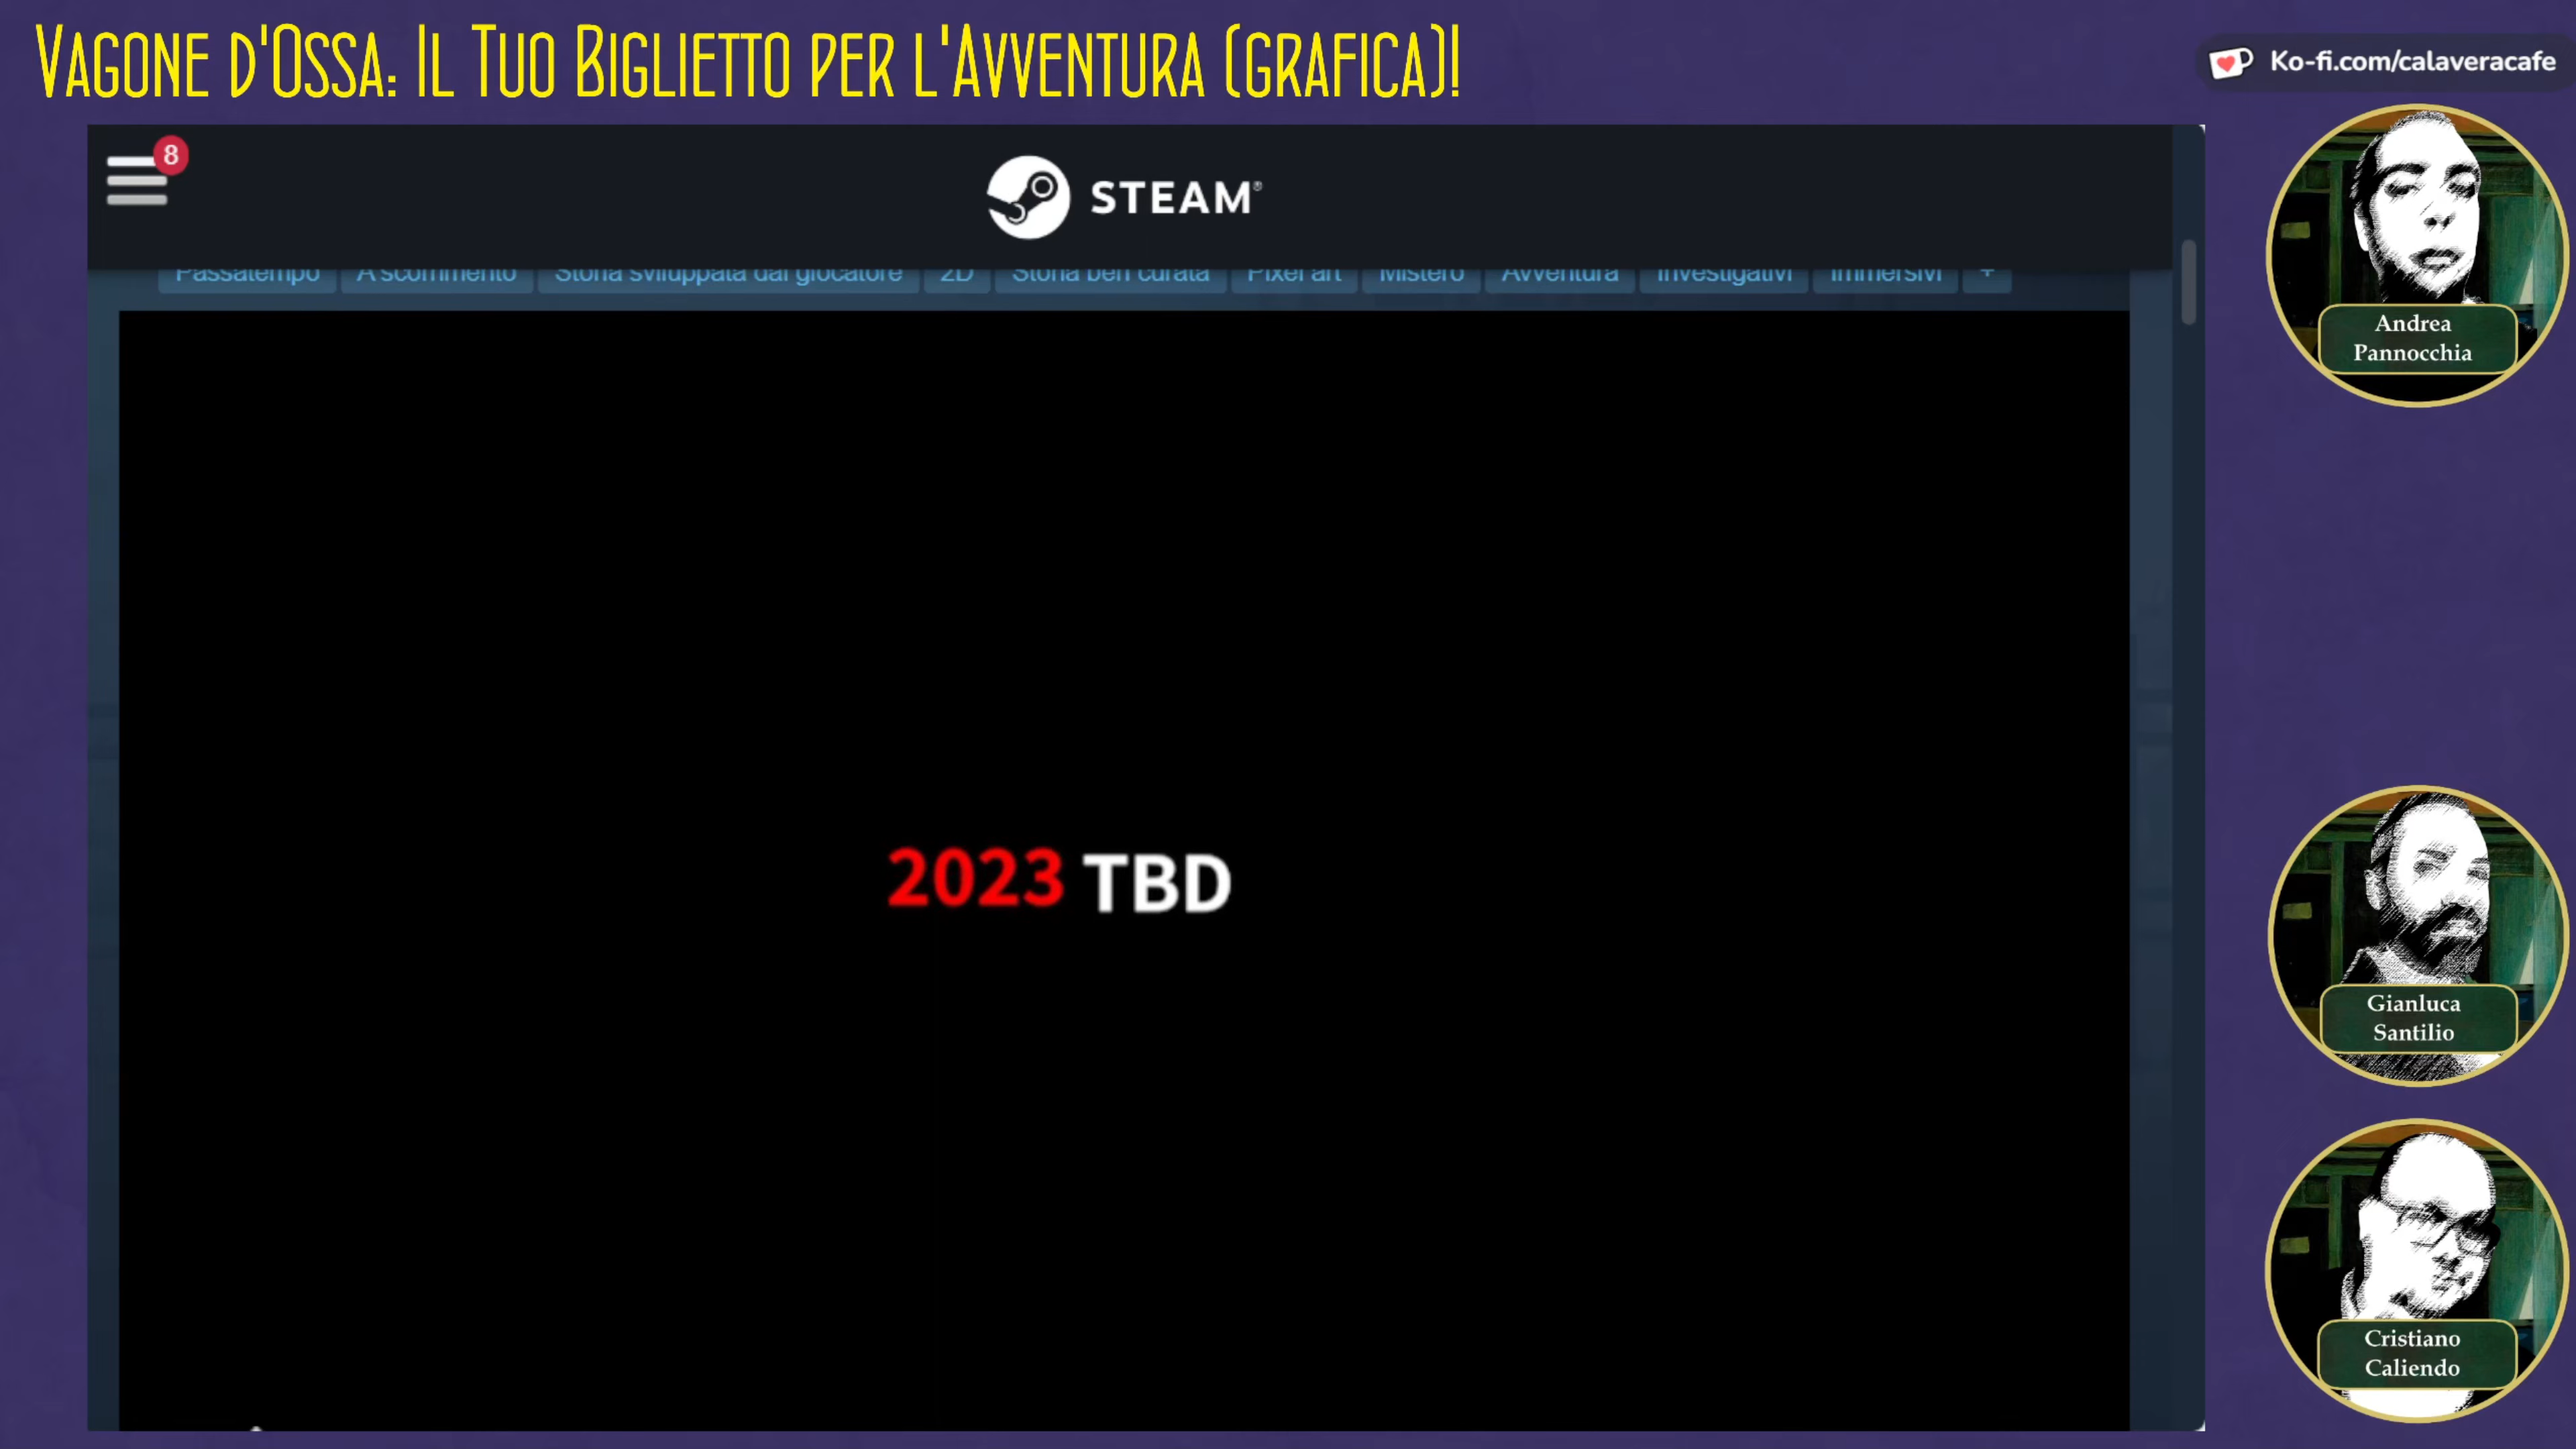 VAGONE D'OSSA: IL TUO BIGLIETTO PER L'AVVENTURA (GRAFICA)!
Ko-fi.com/calaveracafe
8
STEAM®
Passatempo A scorrimento Storia sviluppata dal giocatore 2D Storia ben curata Pixel art Mistero Avventura Investigativi Immersivi +
2023 TBD
Andrea
Pannocchia
Gianluca
Santilio
Cristiano
Caliendo